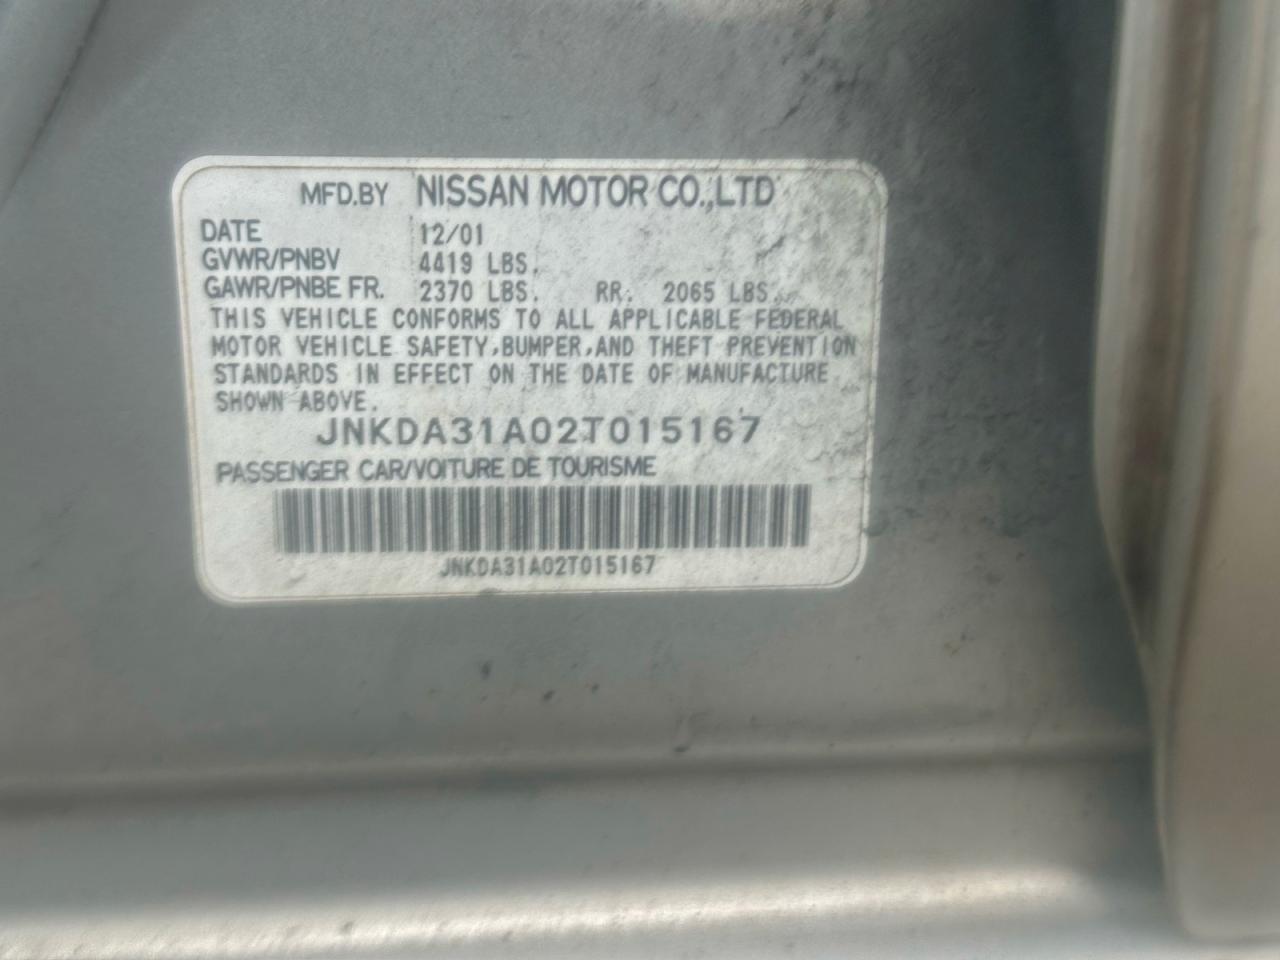 MFD.BY NISSAN MOTOR CO.,LTD
DATE 12/01
GVWR/PNBV 4419 LBS.
GAWR/PNBE FR. 2370 LBS. RR. 2065 LBS.
THIS VEHICLE CONFORMS TO ALL APPLICABLE FEDERAL
MOTOR VEHICLE SAFETY,BUMPER,AND THEFT PREVENTION
STANDARDS IN EFFECT ON THE DATE OF MANUFACTURE
SHOWN ABOVE.
JNKDA31A02T015167
PASSENGER CAR/VOITURE DE TOURISME
JNKDA31A02T015167